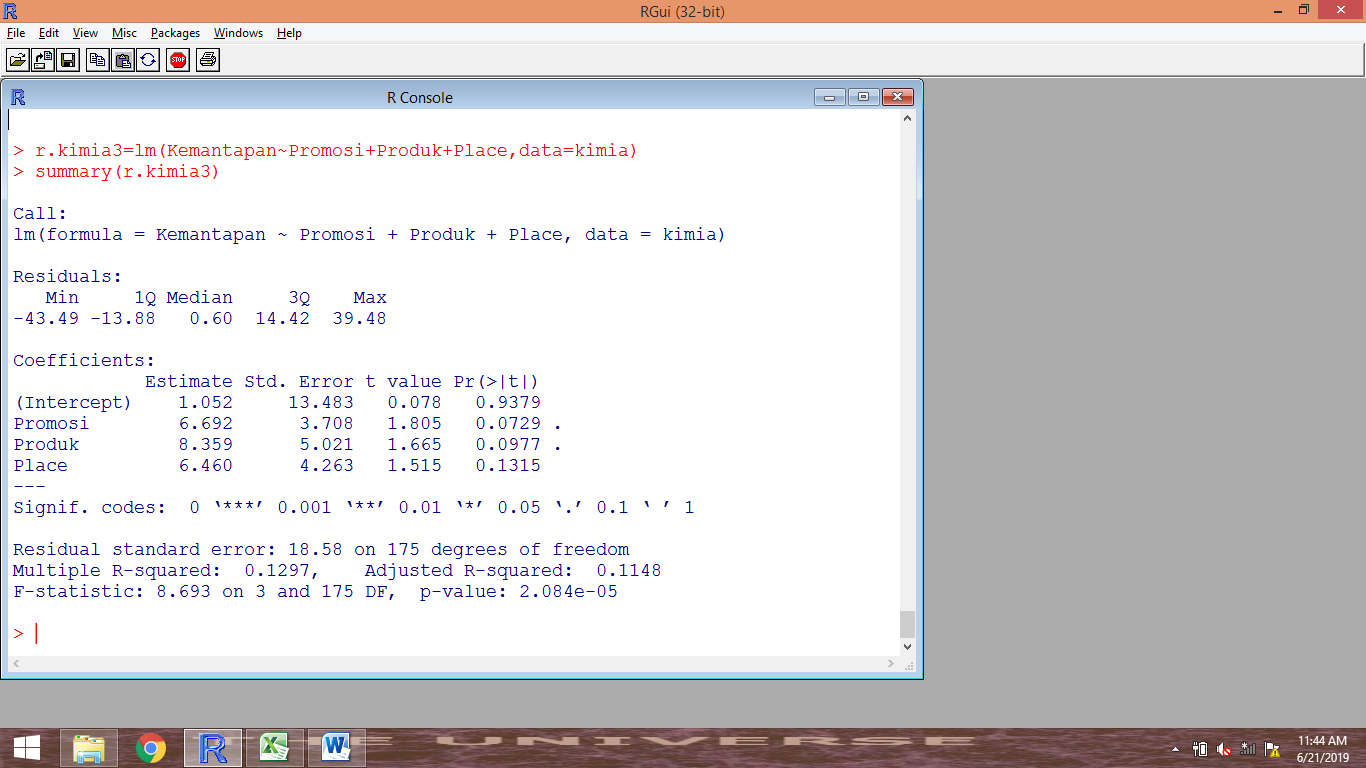 RGui (32-bit)
File Edit View Misc Packages Windows Help
STOP
R Console
> r.kimia3=lm(Kemantapan~Promosi+Produk+Place,data=kimia)
> summary(r.kimia3)
Call:
lm(formula = Kemantapan ~ Promosi + Produk + Place, data = kimia)
Residuals:
Min 1Q Median 3Q Max
-43.49 -13.88 0.60 14.42 39.48
Coefficients:
Estimate Std. Error t value Pr(>|t|)
(Intercept) 1.052 13.483 0.078 0.9379
Promosi 6.692 3.708 1.805 0.0729 .
Produk 8.359 5.021 1.665 0.0977 .
Place 6.460 4.263 1.515 0.1315
---
Signif. codes: 0 ‘***’ 0.001 ‘**’ 0.01 ‘*’ 0.05 ‘.’ 0.1 ‘ ’ 1
Residual standard error: 18.58 on 175 degrees of freedom
Multiple R-squared: 0.1297, Adjusted R-squared: 0.1148
F-statistic: 8.693 on 3 and 175 DF, p-value: 2.084e-05
>
UNIVERSE
11:44 AM
6/21/2019